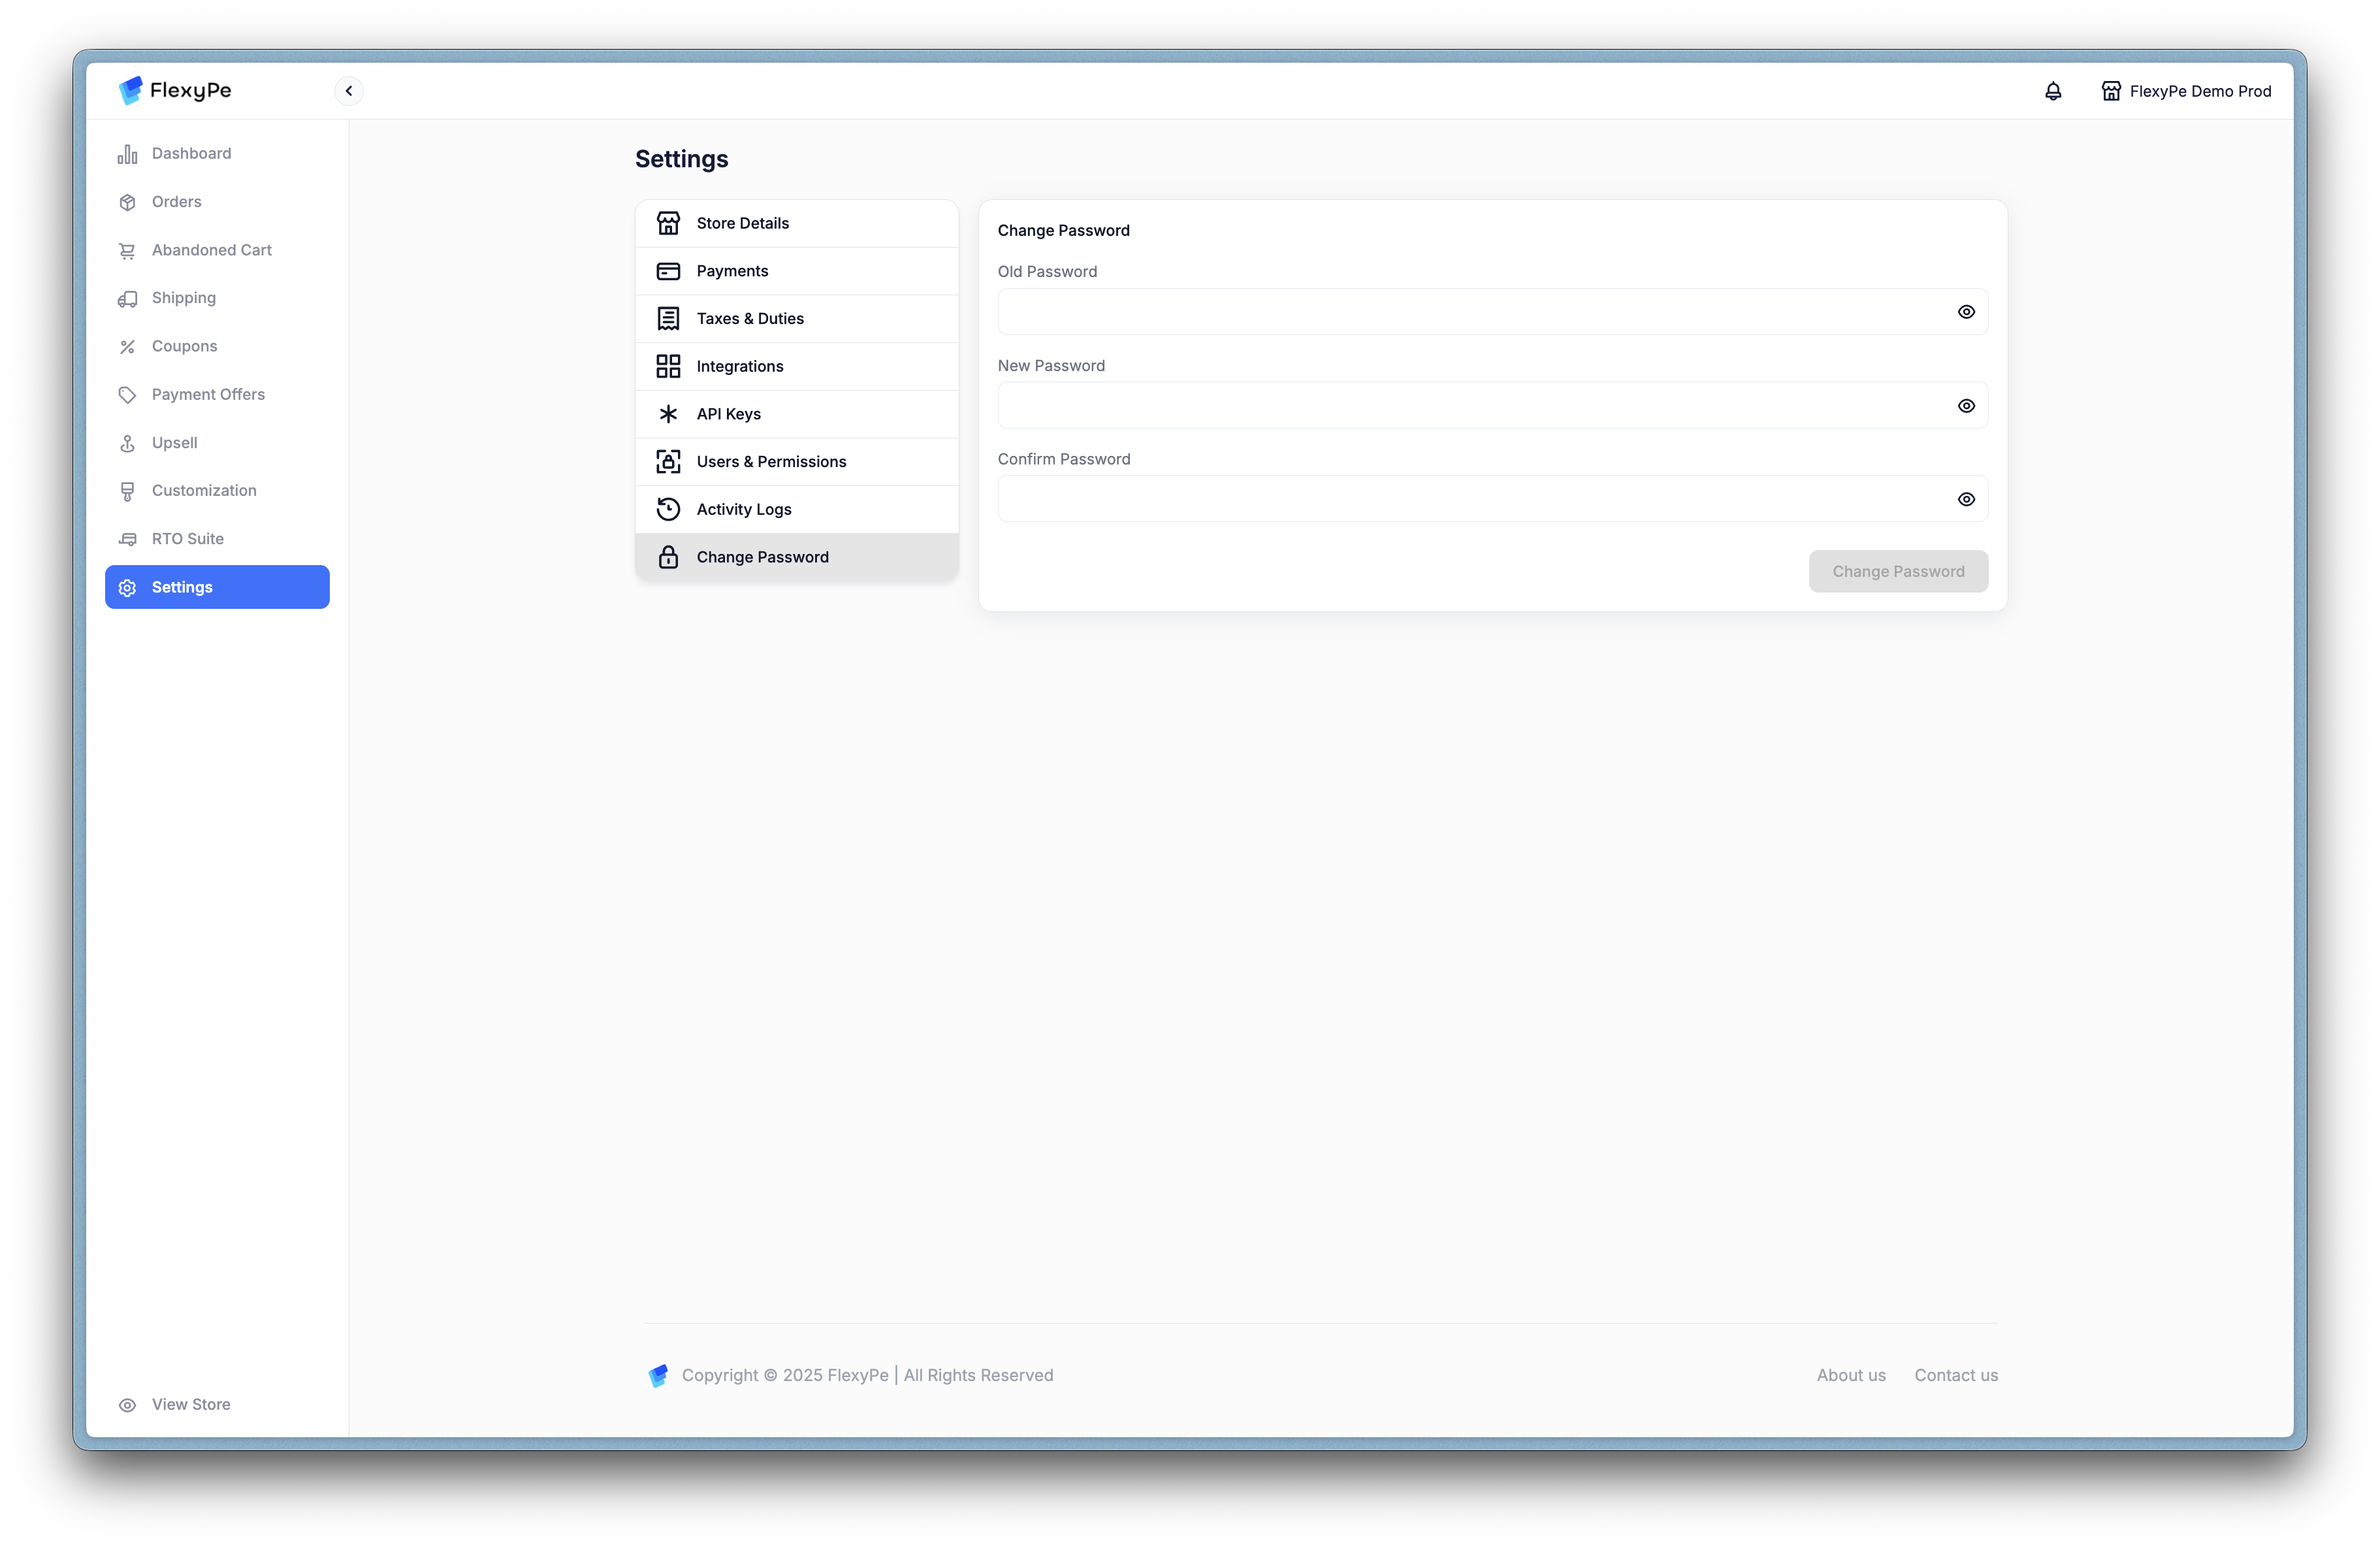 FlexyPe
FlexyPe Demo Prod
Dashboard
Orders
Abandoned Cart
Shipping
Coupons
Payment Offers
Upsell
Customization
RTO Suite
Settings
View Store
Settings
Store Details
Payments
Taxes & Duties
Integrations
API Keys
Users & Permissions
Activity Logs
Change Password
Change Password
Old Password
New Password
Confirm Password
Change Password
Copyright © 2025 FlexyPe | All Rights Reserved
About us
Contact us